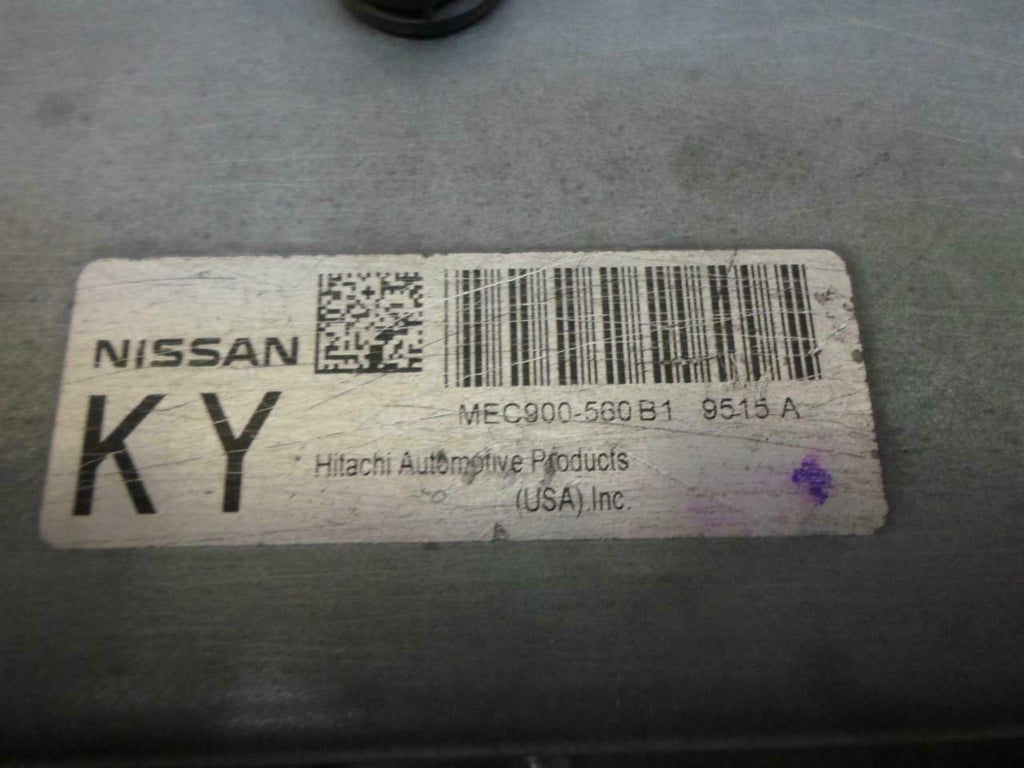 NISSAN
KY
MEC900-560 B1 9515 A
Hitachi Automotive Products
(USA).Inc.